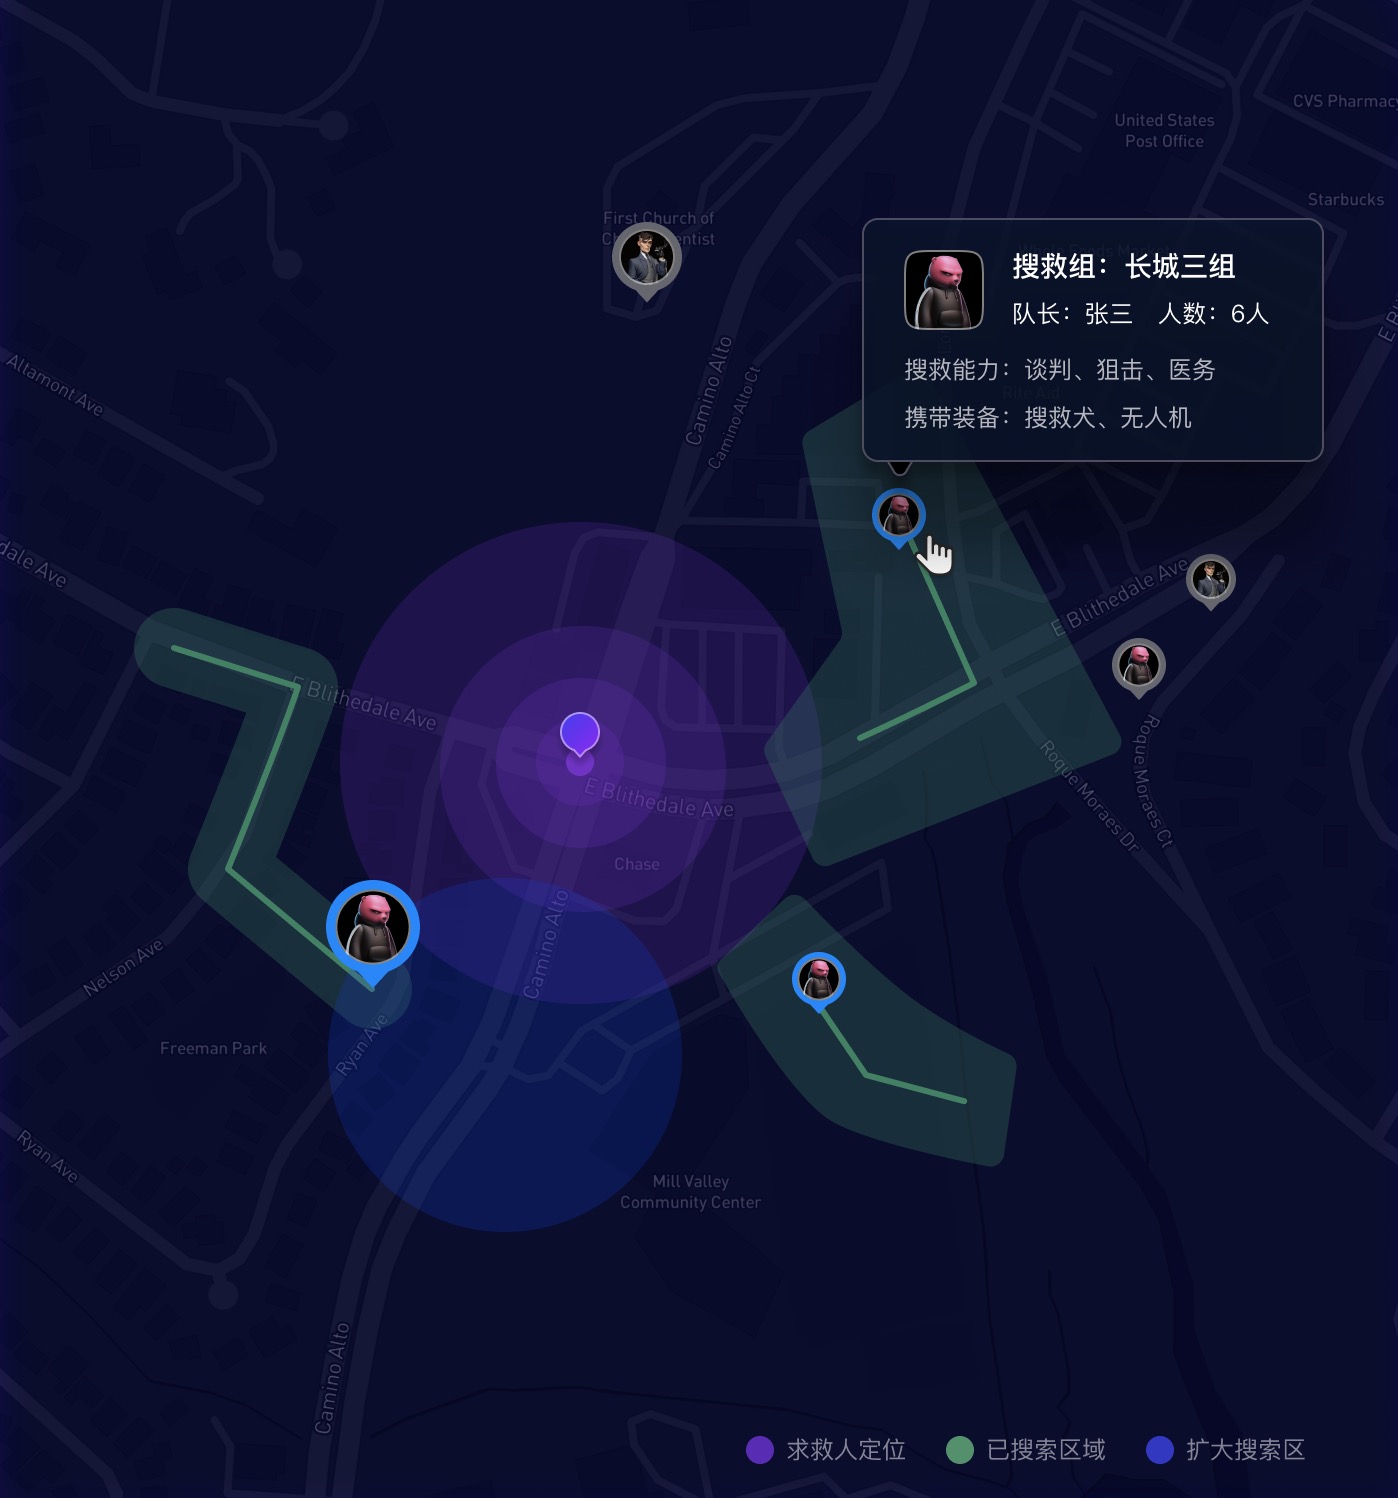 CVS Pharmacy
United States
Post Office
Starbucks
First Church of
搜救组：长城三组
队长：张三 人数：6人
搜救能力：谈判、狙击、医务
携带装备：搜救犬、无人机
Altamont Ave
Camino Alto
Camino Alto Ct
dale Ave
E Blithedale Ave
E Blithedale Ave
E Blithedale Ave
Roque Moraes Dr
Roque Moraes Ct
Chase
Camino Alto
Nelson Ave
Freeman Park
Ryan Ave
Ryan Ave
Mill Valley
Community Center
Camino Alto
求救人定位
已搜索区域
扩大搜索区